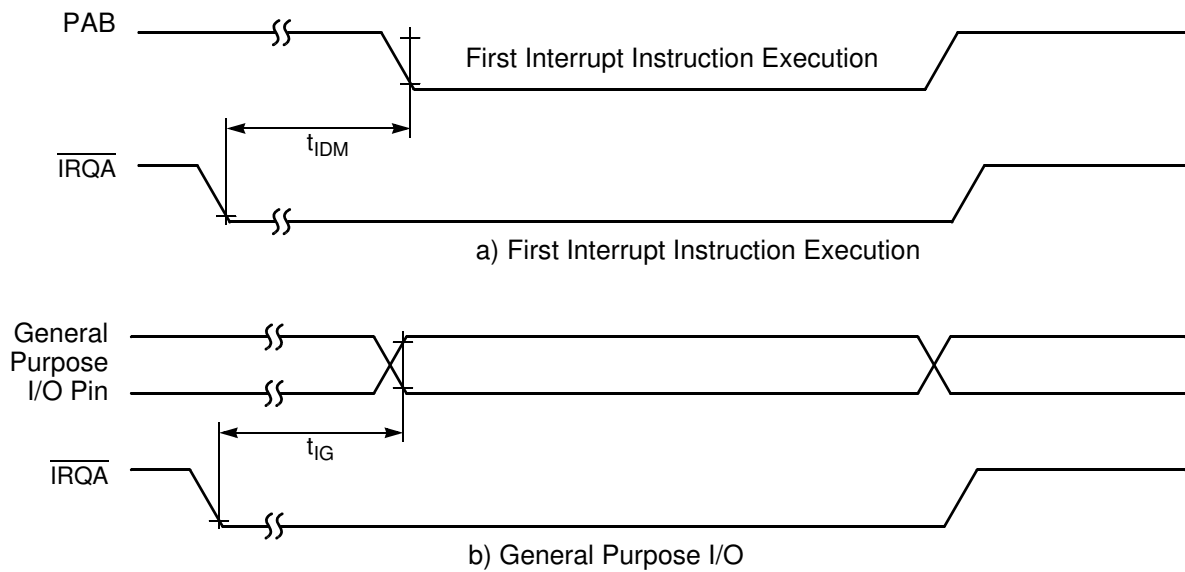 PAB
First Interrupt Instruction Execution
tIDM
IRQA
a) First Interrupt Instruction Execution
General
Purpose
I/O Pin
tIG
IRQA
b) General Purpose I/O